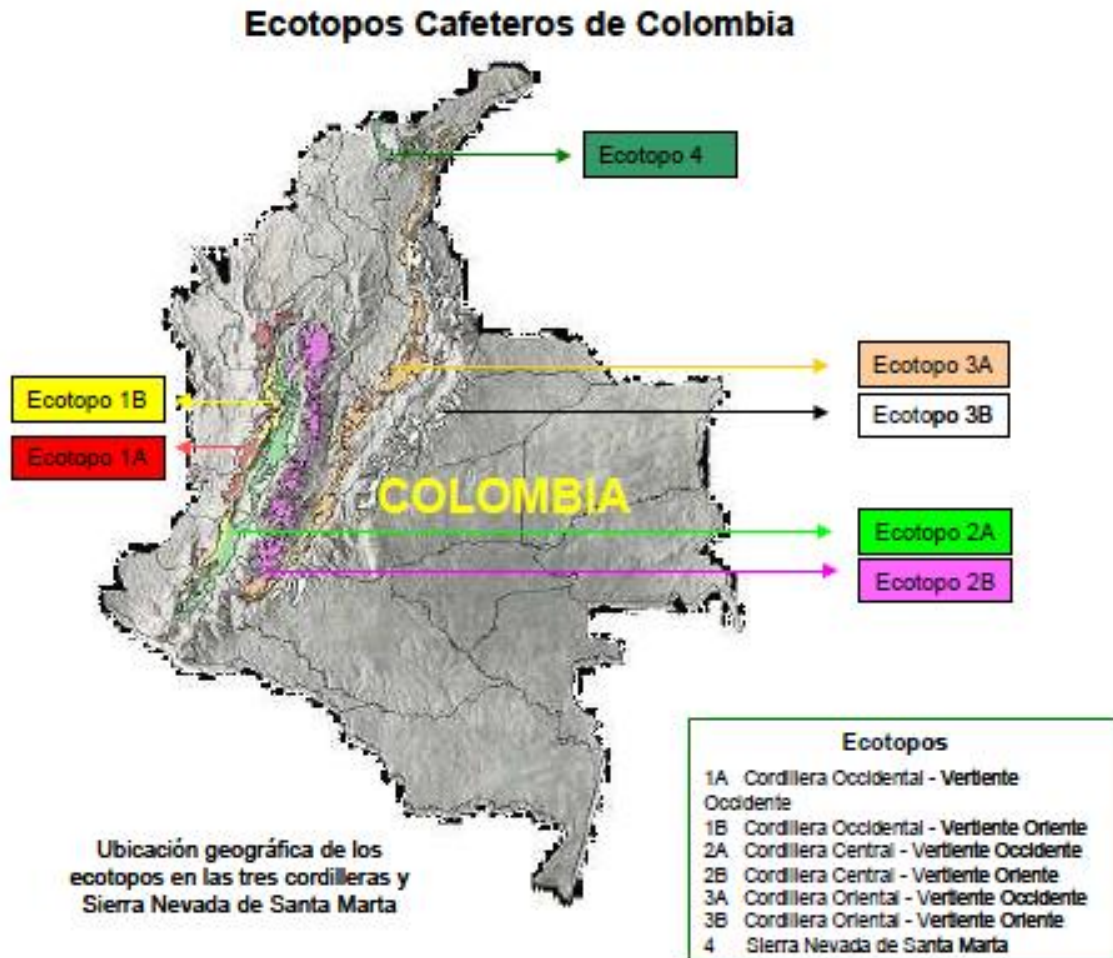 Ecotopos Cafeteros de Colombia
Ecotopo 4
Ecotopo 3A
Ecotopo 1B
Ecotopo 3B
Ecotopo 1A
COLOMBIA
Ecotopo 2A
Ecotopo 2B
Ecotopos
1A Cordillera Occidental - Vertiente
Occidente
1B Cordillera Occidental - Vertiente Oriente
2A Cordillera Central - Vertiente Occidente
2B Cordillera Central - Vertiente Oriente
3A Cordillera Oriental - Vertiente Occidente
3B Cordillera Oriental - Vertiente Oriente
4 Sierra Nevada de Santa Marta
Ubicación geográfica de los
ecotopos en las tres cordilleras y
Sierra Nevada de Santa Marta